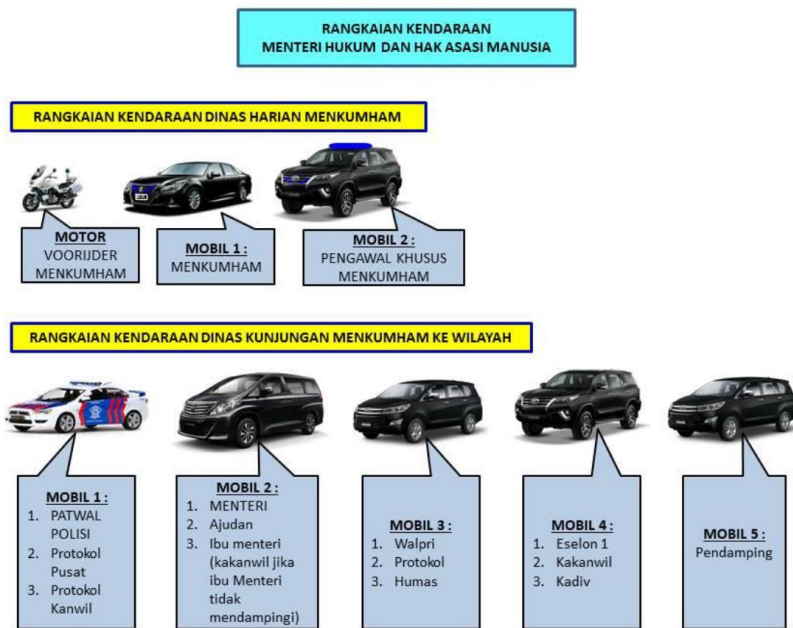 RANGKAIAN KENDARAAN
MENTERI HUKUM DAN HAK ASASI MANUSIA
RANGKAIAN KENDARAAN DINAS HARIAN MENKUMHAM
MOTOR
VOORIJDER
MENKUMHAM
MOBIL 1 :
MENKUMHAM
MOBIL 2 :
PENGAWAL KHUSUS
MENKUMHAM
RANGKAIAN KENDARAAN DINAS KUNJUNGAN MENKUMHAM KE WILAYAH
MOBIL 1 :
1. PATWAL
POLISI
2. Protokol
Pusat
3. Protokol
Kanwil
MOBIL 2 :
1. MENTERI
2. Ajudan
3. Ibu menteri
(kakanwil jika
ibu Menteri
tidak
mendampingi)
MOBIL 3 :
1. Walpri
2. Protokol
3. Humas
MOBIL 4 :
1. Eselon 1
2. Kakanwil
3. Kadiv
MOBIL 5 :
Pendamping